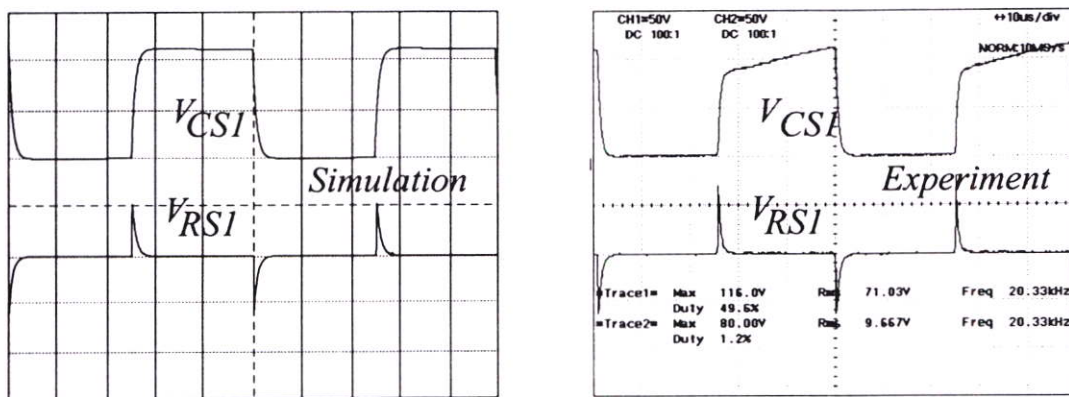 V_CS1
Simulation
V_RS1
CH1=50V CH2=50V ↔10us/div
DC 100:1 DC 100:1
NORM:10MS/s
V_CS1
Experiment
V_RS1
=Trace1= Max 116.0V Rms 71.03V Freq 20.33kHz
Duty 49.6%
=Trace2= Max 80.00V Rms 9.667V Freq 20.33kHz
Duty 1.2%